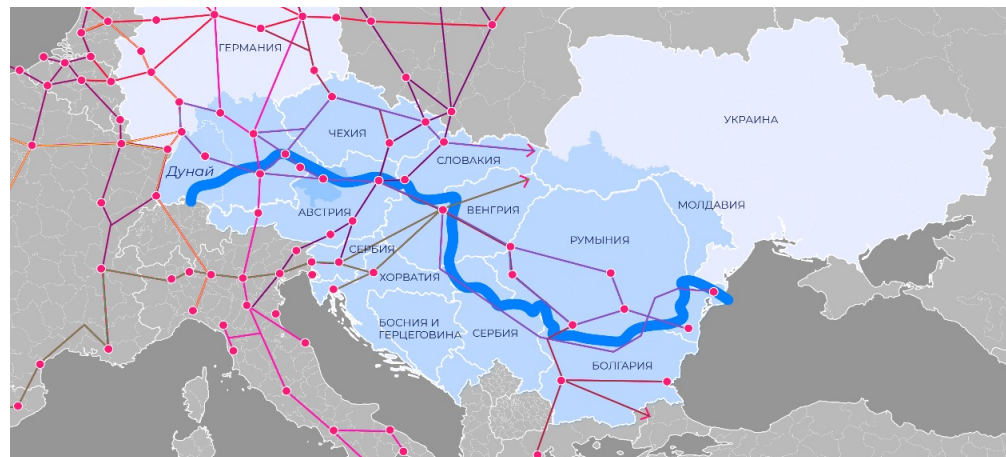 ГЕРМАНИЯ
УКРАИНА
ЧЕХИЯ
СЛОВАКИЯ
Дунай
МОЛДАВИЯ
АВСТРИЯ
ВЕНГРИЯ
РУМЫНИЯ
СЕРБИЯ
ХОРВАТИЯ
БОСНИЯ И
ГЕРЦЕГОВИНА
СЕРБИЯ
БОЛГАРИЯ